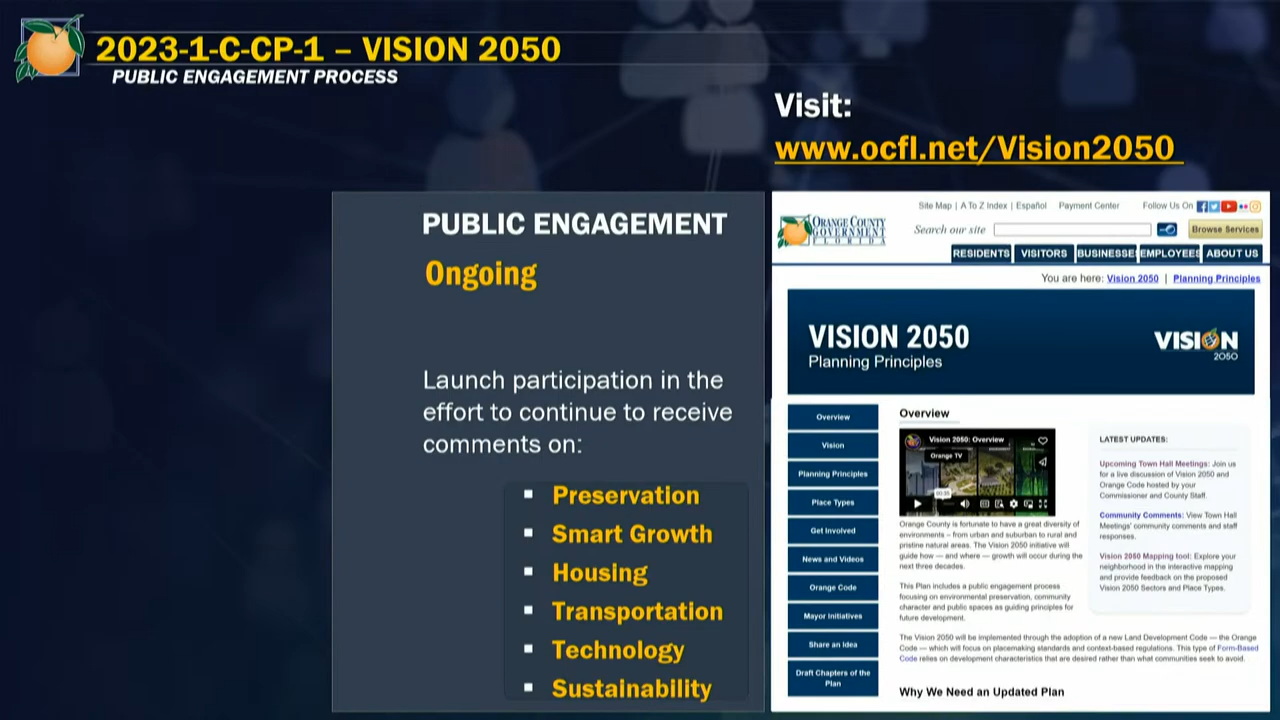 2023-1-C-CP-1 – VISION 2050
PUBLIC ENGAGEMENT PROCESS
Visit:
www.ocfl.net/Vision2050
PUBLIC ENGAGEMENT
Ongoing
Launch participation in the
effort to continue to receive
comments on:
▪ Preservation
▪ Smart Growth
▪ Housing
▪ Transportation
▪ Technology
▪ Sustainability
Site Map | A To Z Index | Español Payment Center Follow Us On
ORANGE COUNTY
GOVERNMENT
FLORIDA
Search our site
Browse Services
RESIDENTS VISITORS BUSINESSE EMPLOYEES ABOUT US
You are here: Vision 2050 | Planning Principles
VISION 2050
Planning Principles
VISION
2050
Overview
Vision
Planning Principles
Place Types
Get Involved
News and Videos
Orange Code
Mayor Initiatives
Share an Idea
Draft Chapters of the
Plan
Overview
Vision 2050: Overview
Orange TV
Orange County is fortunate to have a great diversity of
environments – from urban and suburban to rural and
pristine natural areas. The Vision 2050 initiative will
guide how — and where — growth will occur during the
next three decades.
This Plan includes a public engagement process
focusing on environmental preservation, community
character and public spaces as guiding principles for
future development.
LATEST UPDATES:
Upcoming Town Hall Meetings: Join us
for a live discussion of Vision 2050 and
Orange Code hosted by your
Commissioner and County Staff.
Community Comments: View Town Hall
Meetings' community comments and staff
responses.
Vision 2050 Mapping tool: Explore your
neighborhood in the interactive mapping
and provide feedback on the proposed
Vision 2050 Sectors and Place Types.
The Vision 2050 will be implemented through the adoption of a new Land Development Code — the Orange
Code — which will focus on placemaking standards and context-based regulations. This type of Form-Based
Code relies on development characteristics that are desired rather than what communities seek to avoid.
Why We Need an Updated Plan